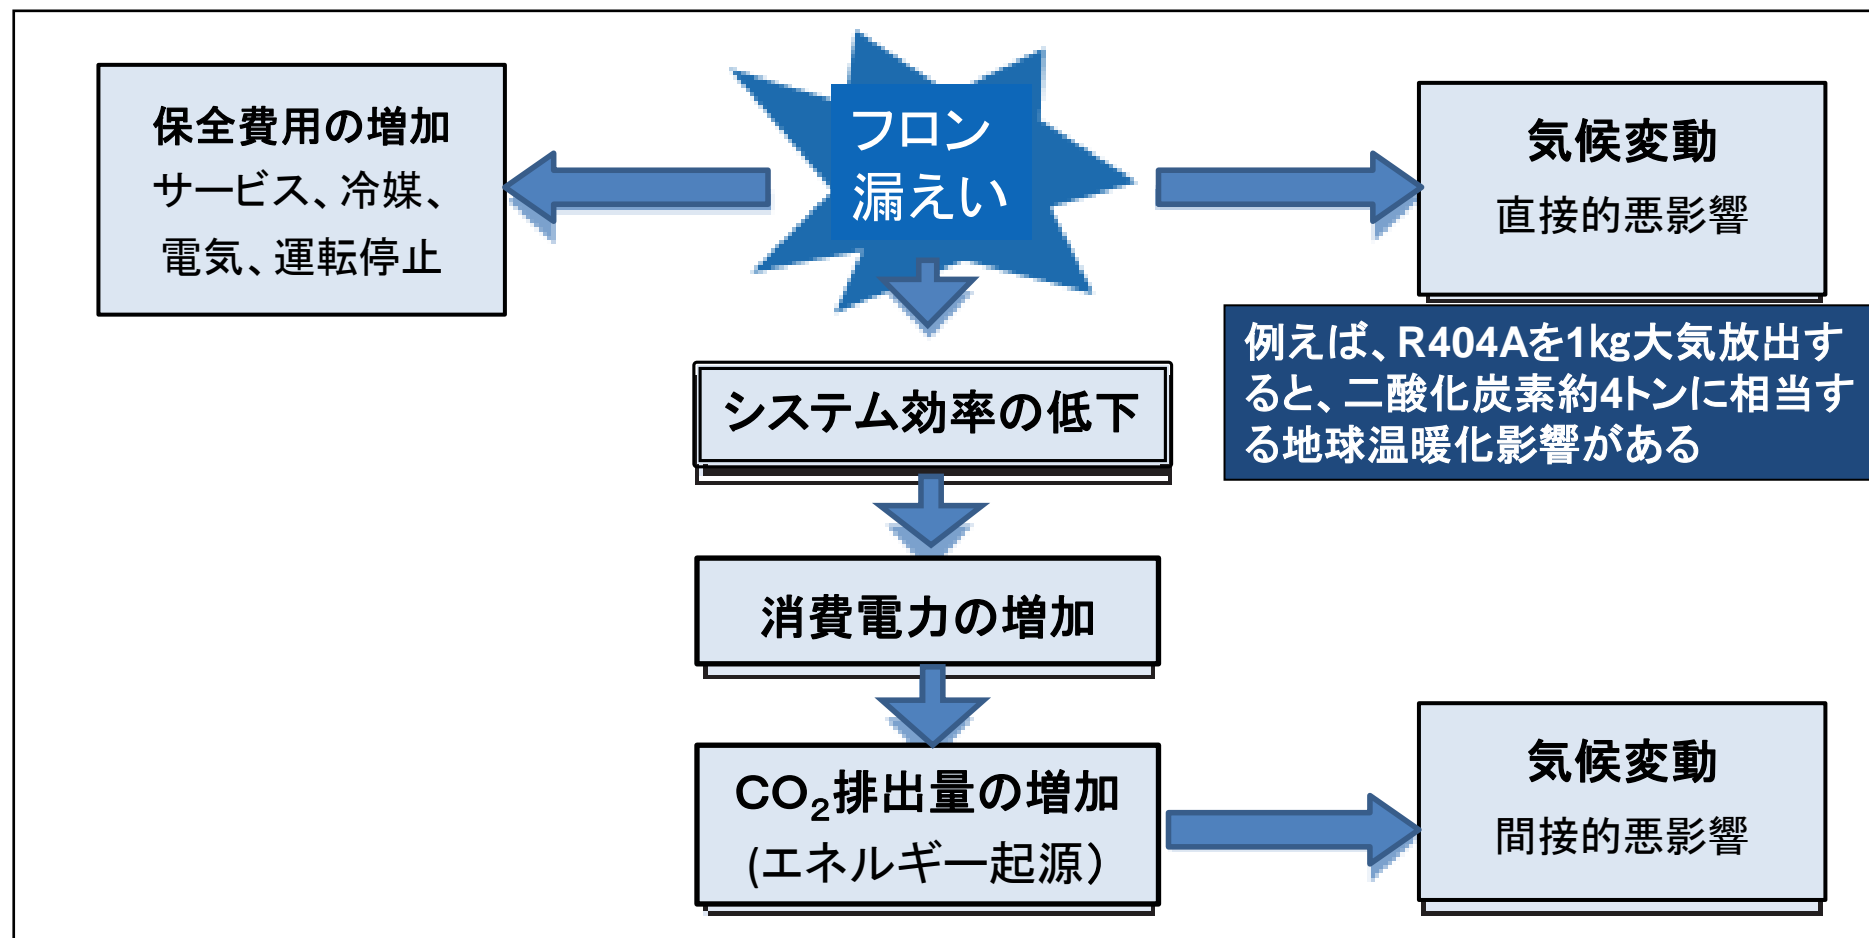 保全費用の増加
サービス、冷媒、
電気、運転停止
フロン
漏えい
気候変動
直接的悪影響
例えば、R404Aを1kg大気放出す
ると、二酸化炭素約4トンに相当す
る地球温暖化影響がある
システム効率の低下
消費電力の増加
CO₂排出量の増加
(エネルギー起源）
気候変動
間接的悪影響